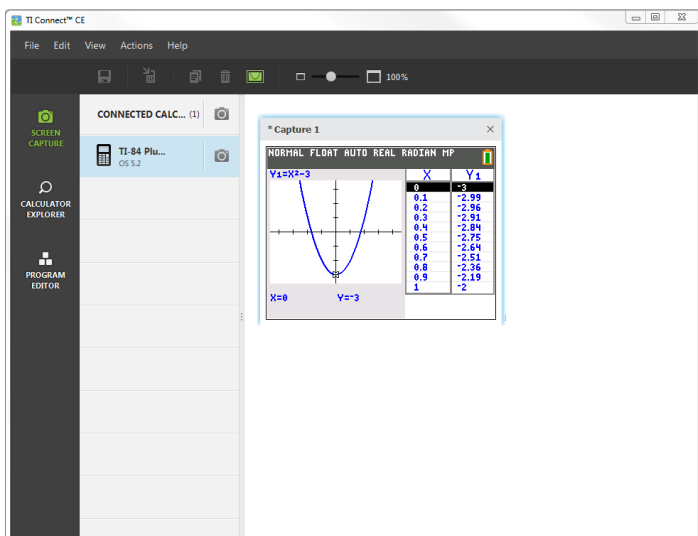 TI Connect™ CE
File Edit View Actions Help
100%
SCREEN
CAPTURE
CALCULATOR
EXPLORER
PROGRAM
EDITOR
CONNECTED CALC... (1)
TI-84 Plu...
OS 5.2
* Capture 1
NORMAL FLOAT AUTO REAL RADIAN MP
Y₁=X²-3
X Y₁
0 -3
0.1 -2.99
0.2 -2.96
0.3 -2.91
0.4 -2.84
0.5 -2.75
0.6 -2.64
0.7 -2.51
0.8 -2.36
0.9 -2.19
1 -2
X=0 Y=-3